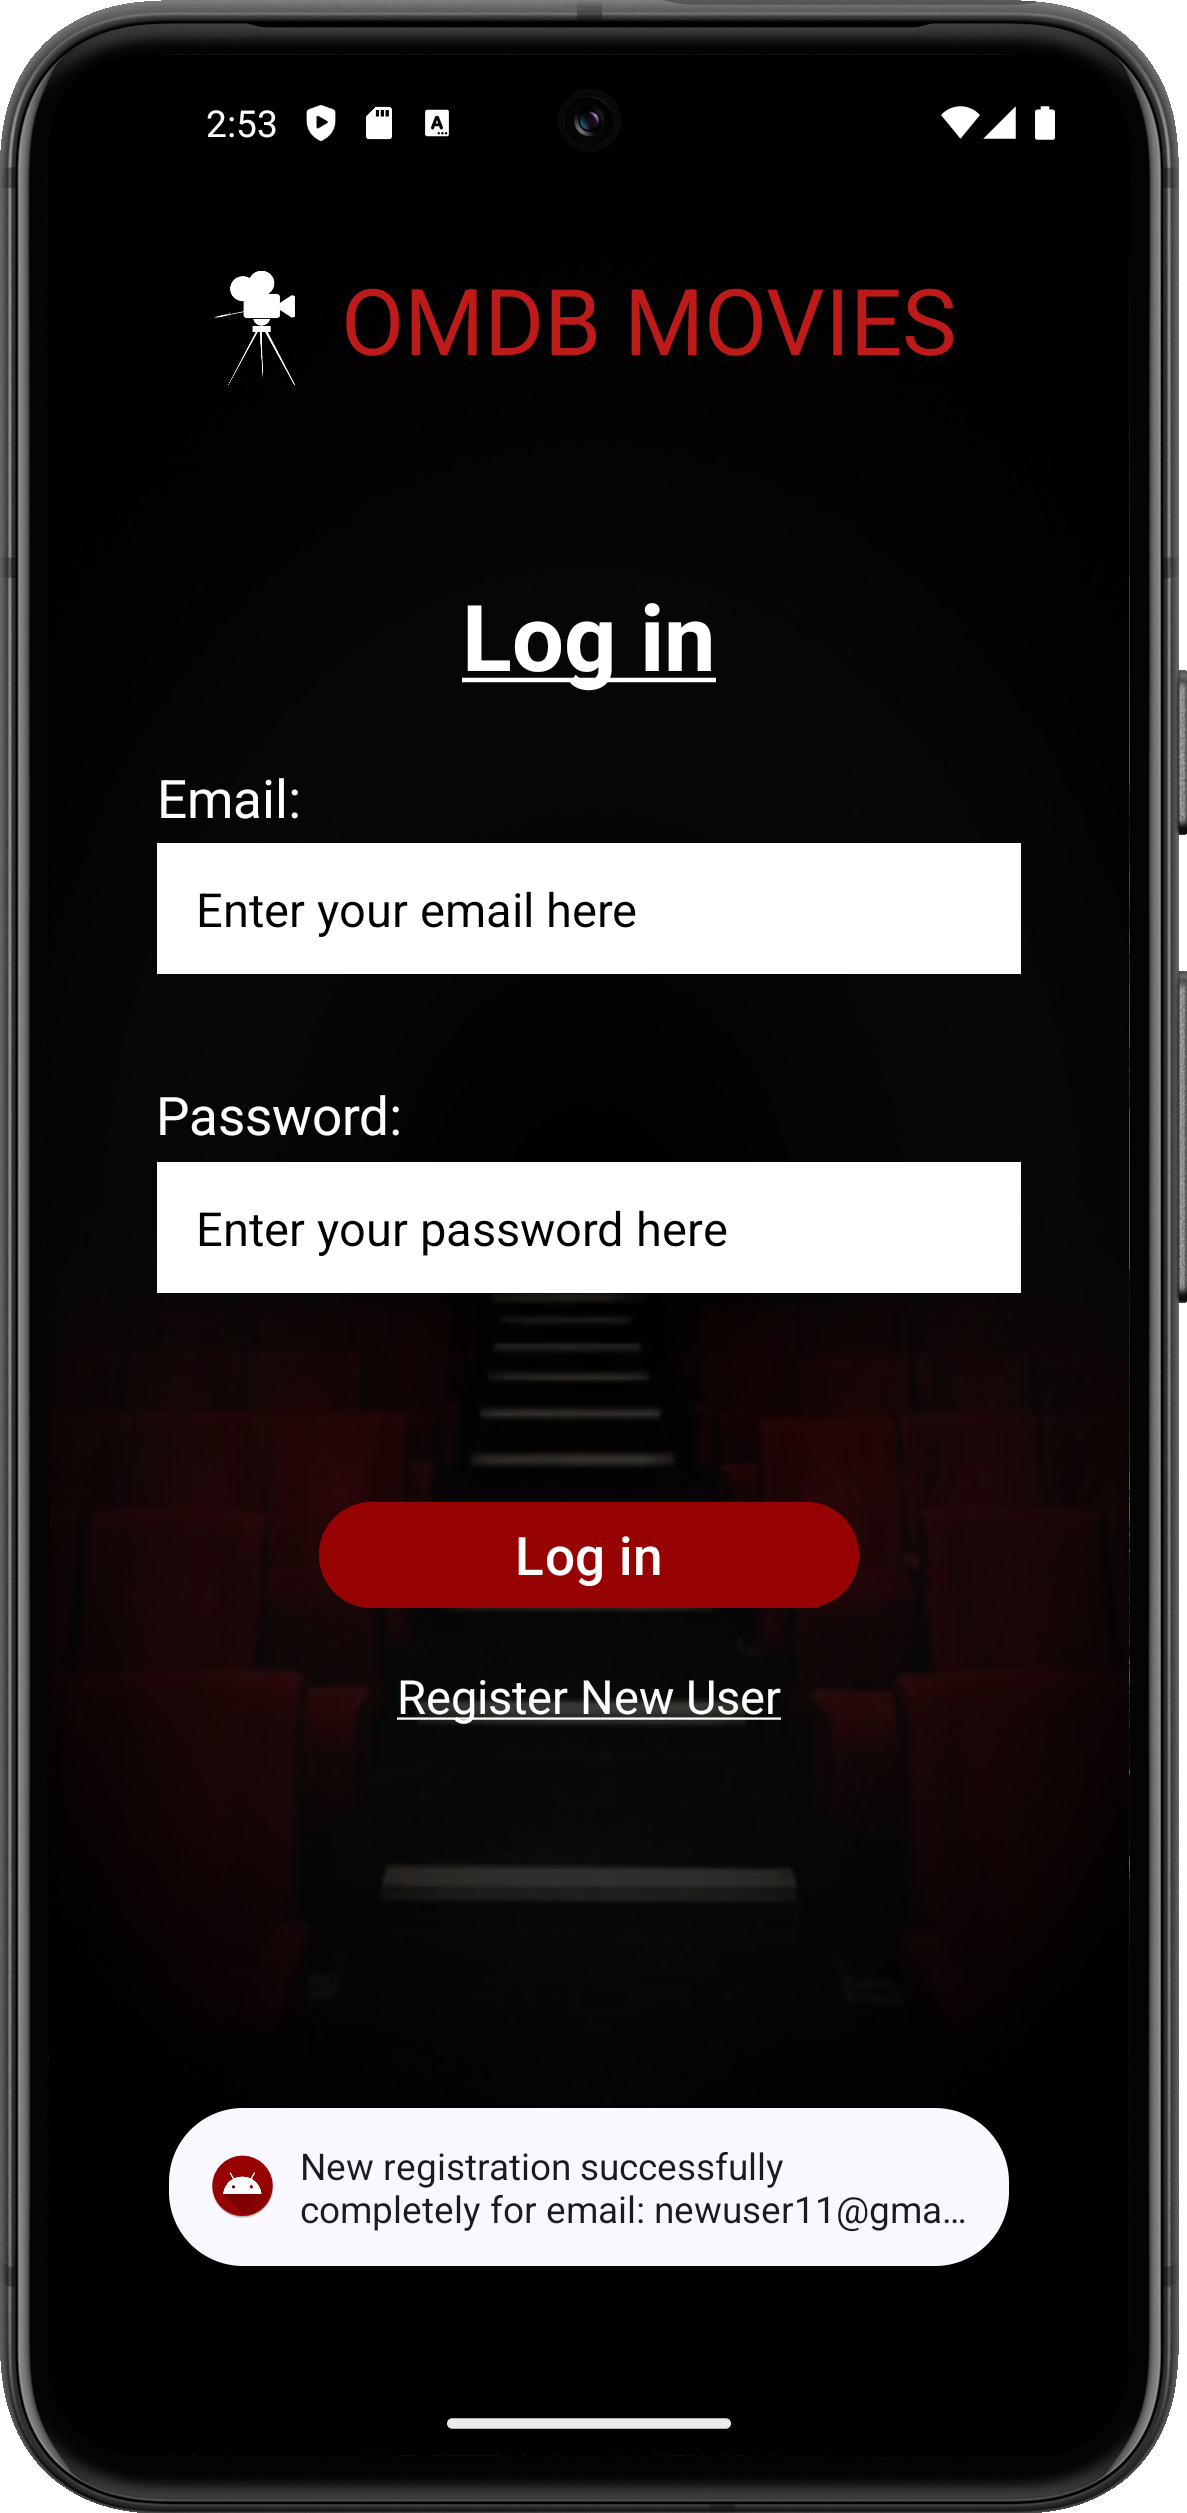 2:53
OMDB MOVIES
Log in
Email:
Enter your email here
Password:
Enter your password here
Log in
Register New User
New registration successfully
completely for email: newuser11@gma...